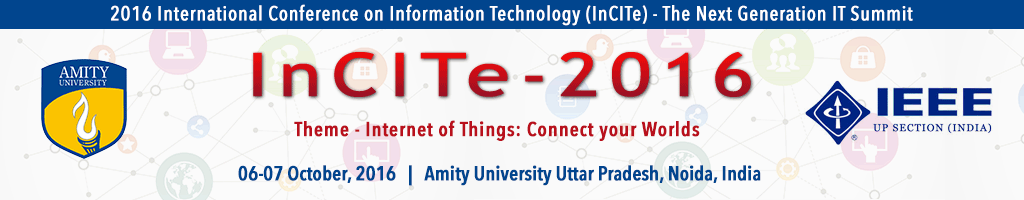 2016 International Conference on Information Technology (InCITe) - The Next Generation IT Summit
InCITe-2016
AMITY
UNIVERSITY
IEEE
UP SECTION (INDIA)
®
Theme - Internet of Things: Connect your Worlds
06-07 October, 2016 | Amity University Uttar Pradesh, Noida, India